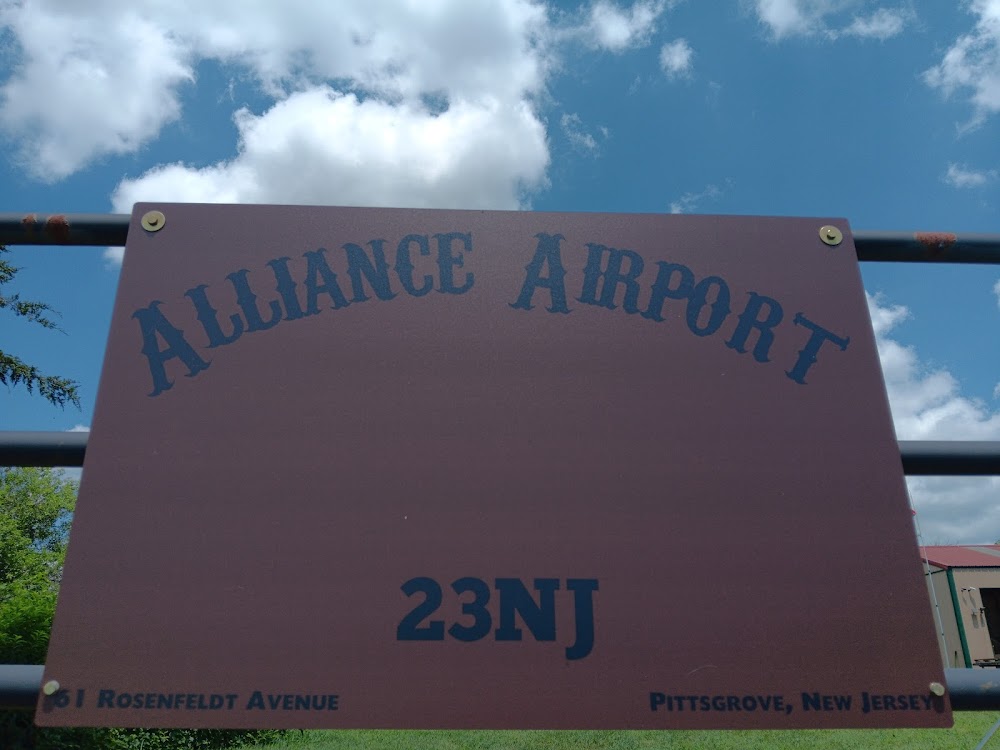 Alliance Airport
23NJ
61 Rosenfeldt Avenue
Pittsgrove, New Jersey